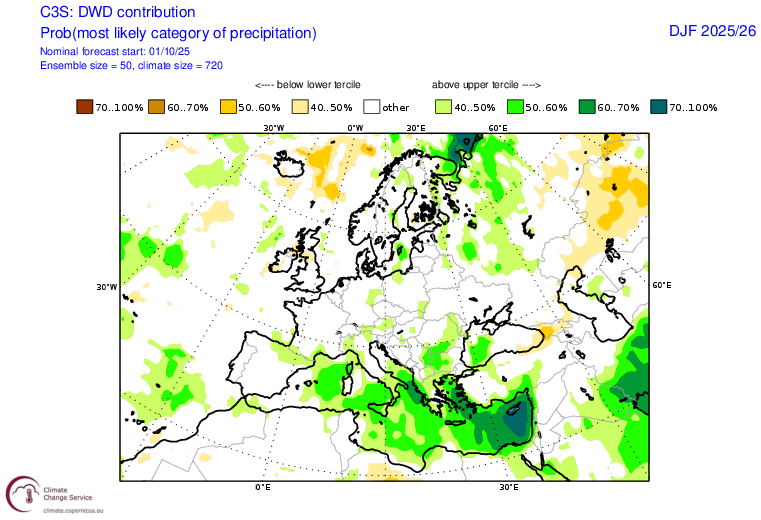 C3S: DWD contribution
Prob(most likely category of precipitation)
DJF 2025/26
Nominal forecast start: 01/10/25
Ensemble size = 50, climate size = 720
<---- below lower tercile
above upper tercile ---->
70..100% 60..70% 50..60% 40..50% other 40..50% 50..60% 60..70% 70..100%
30°W 0°W 30°E 60°E
30°W 60°E
0°E 30°E
Climate
Change Service
climate.copernicus.eu